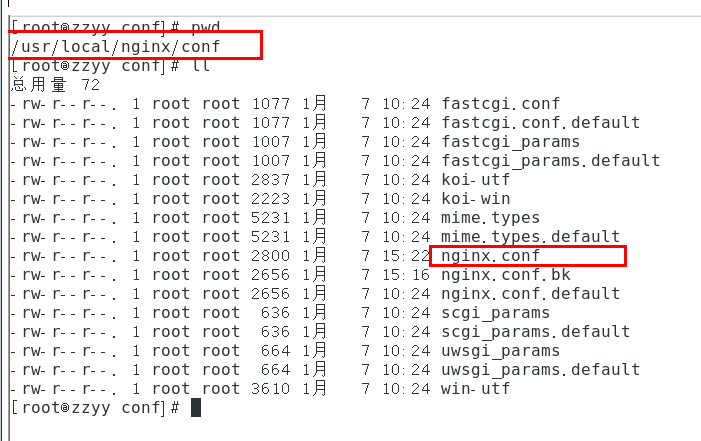 [root@zzyy conf]# pwd
/usr/local/nginx/conf
[root@zzyy conf]# ll
总用量 72
-rw-r--r--. 1 root root 1077 1月   7 10:24 fastcgi.conf
-rw-r--r--. 1 root root 1077 1月   7 10:24 fastcgi.conf.default
-rw-r--r--. 1 root root 1007 1月   7 10:24 fastcgi_params
-rw-r--r--. 1 root root 1007 1月   7 10:24 fastcgi_params.default
-rw-r--r--. 1 root root 2837 1月   7 10:24 koi-utf
-rw-r--r--. 1 root root 2223 1月   7 10:24 koi-win
-rw-r--r--. 1 root root 5231 1月   7 10:24 mime.types
-rw-r--r--. 1 root root 5231 1月   7 10:24 mime.types.default
-rw-r--r--. 1 root root 2800 1月   7 15:22 nginx.conf
-rw-r--r--. 1 root root 2656 1月   7 15:16 nginx.conf.bk
-rw-r--r--. 1 root root 2656 1月   7 10:24 nginx.conf.default
-rw-r--r--. 1 root root  636 1月   7 10:24 scgi_params
-rw-r--r--. 1 root root  636 1月   7 10:24 scgi_params.default
-rw-r--r--. 1 root root  664 1月   7 10:24 uwsgi_params
-rw-r--r--. 1 root root  664 1月   7 10:24 uwsgi_params.default
-rw-r--r--. 1 root root 3610 1月   7 10:24 win-utf
[root@zzyy conf]#